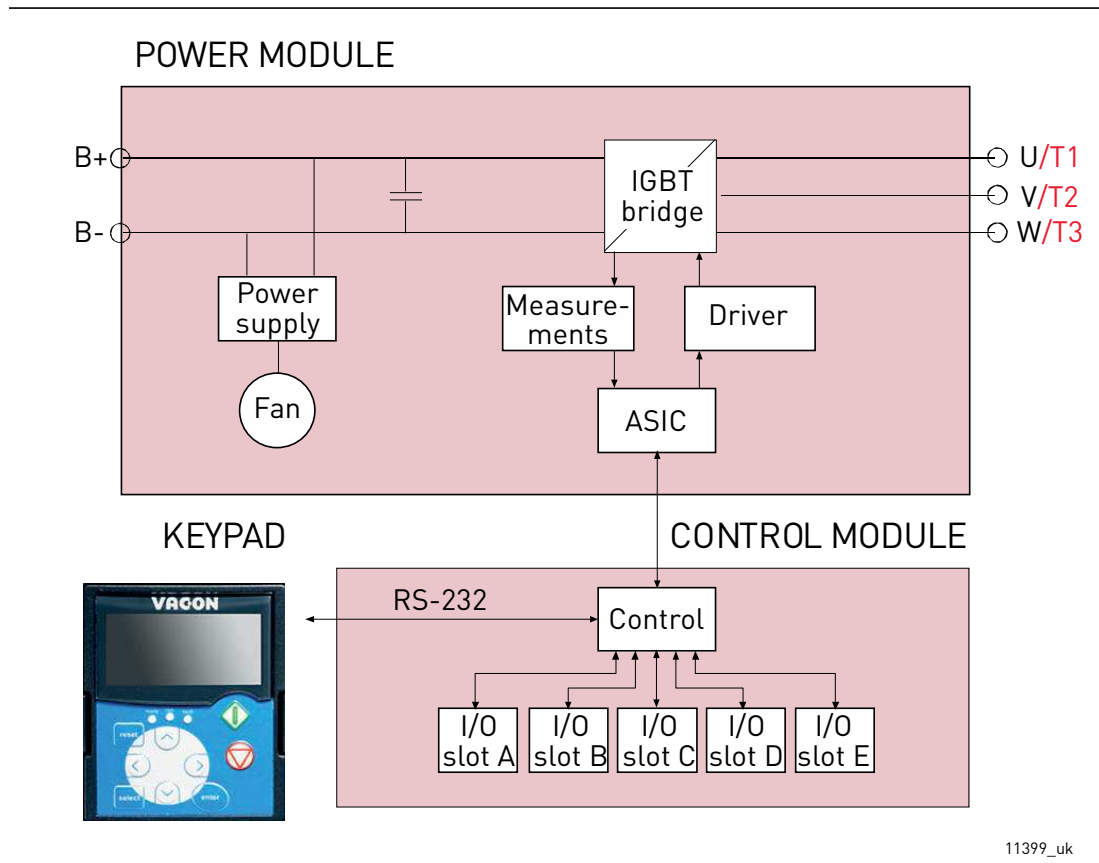 POWER MODULE
B+
B-
IGBT
bridge
U/T1
V/T2
W/T3
Power
supply
Measure-
ments
Driver
Fan
ASIC
KEYPAD
CONTROL MODULE
VACON
reset
select
enter
RS-232
Control
I/O
slot A
I/O
slot B
I/O
slot C
I/O
slot D
I/O
slot E
11399_uk